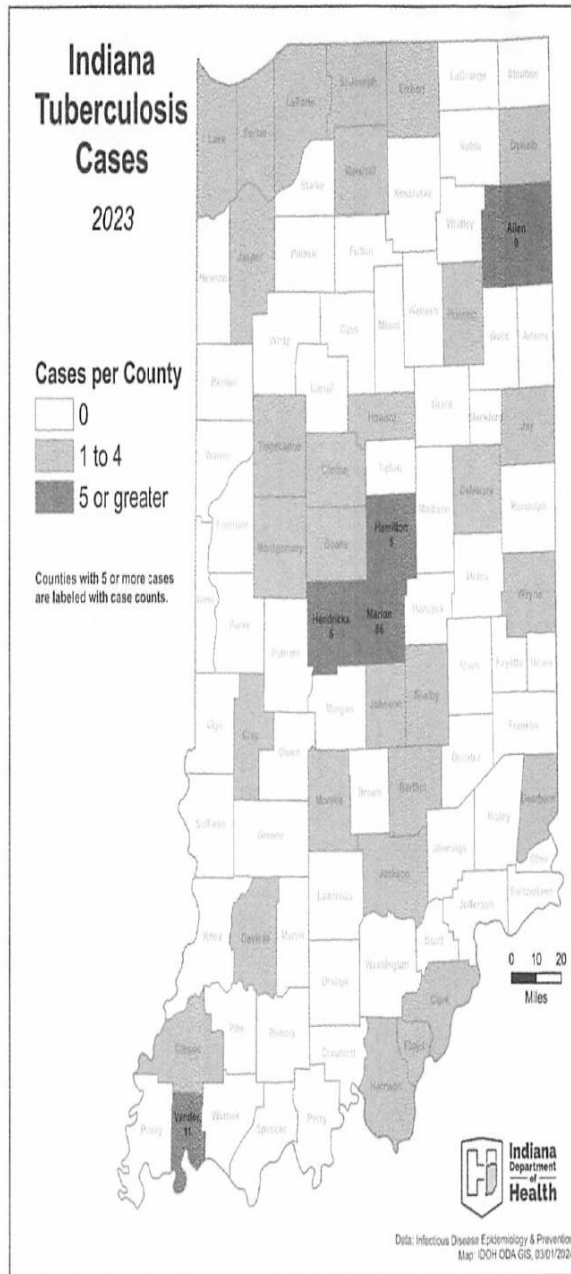 Indiana
Tuberculosis
Cases
2023
Cases per County
0
1 to 4
5 or greater
Counties with 5 or more cases
are labeled with case counts.
Lake
Porter
LaPorte
St Joseph
Elkhart
LaGrange
Steuben
Noble
Dekalb
Starke
Marshall
Kosciusko
Whitley
Allen
9
Newton
Jasper
Pulaski
Fulton
Wabash
Miami
Huntington
Wells
Adams
White
Cass
Benton
Carroll
Howard
Grant
Blackford
Jay
Warren
Tippecanoe
Clinton
Tipton
Madison
Delaware
Randolph
Fountain
Montgomery
Boone
Hamilton
Henry
Wayne
Parke
Putnam
Hendricks
Marion
Hancock
Rush
Fayette
Union
Vigo
Clay
Owen
Morgan
Johnson
Shelby
Franklin
Decatur
Sullivan
Greene
Monroe
Brown
Barthol
Dearborn
Ripley
Ohio
Jennings
Jackson
Lawrence
Switzerland
Jefferson
Knox
Daviess
Martin
Scott
Washington
Orange
Clark
Floyd
Gibson
Pike
Dubois
Crawford
Harrison
Posey
Vander.
11
Warrick
Spencer
Perry
0 10 20
Miles
Indiana
Department
of
Health
Data: Infectious Disease Epidemiology & Prevention
Map: IDOH ODA GIS, 03/01/2024